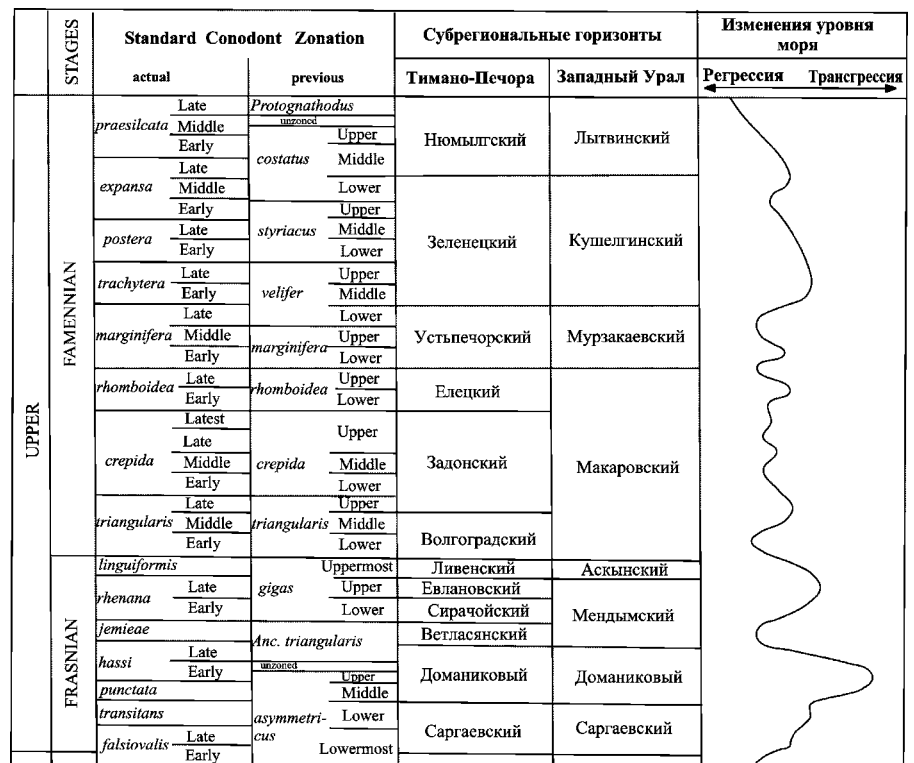 STAGES Standard Conodont Zonation Субрегиональные горизонты Изменения уровня
моря
actual previous Тимано-Печора Западный Урал Регрессия Трансгрессия
UPPER
FAMENNIAN
FRASNIAN
praesilcata Late
Middle
Early
expansa Late
Middle
Early
postera Late
Early
trachytera Late
Early
marginifera Late
Middle
Early
rhomboidea Late
Early
crepida Latest
Late
Middle
Early
triangularis Late
Middle
Early
linguiformis
rhenana Late
Early
jemieae
hassi Late
Early
punctata
transitans
falsiovalis Late
Early
Protognathodus
unzoned
costatus Upper
Middle
Lower
styriacus Upper
Middle
Lower
velifer Upper
Middle
Lower
marginifera Upper
Lower
rhomboidea Upper
Lower
crepida Upper
Middle
Lower
triangularis Upper
Middle
Lower
gigas Uppermost
Upper
Lower
Anc. triangularis
unzoned
asymmetri-
cus Upper
Middle
Lower
Lowermost
Нюмылгский
Зеленецкий
Устьпечорский
Елецкий
Задонский
Волгоградский
Ливенский
Евлановский
Сирачойский
Ветласянский
Доманиковый
Саргаевский
Лытвинский
Кушелгинский
Мурзакаевский
Макаровский
Аскынский
Мендымский
Доманиковый
Саргаевский